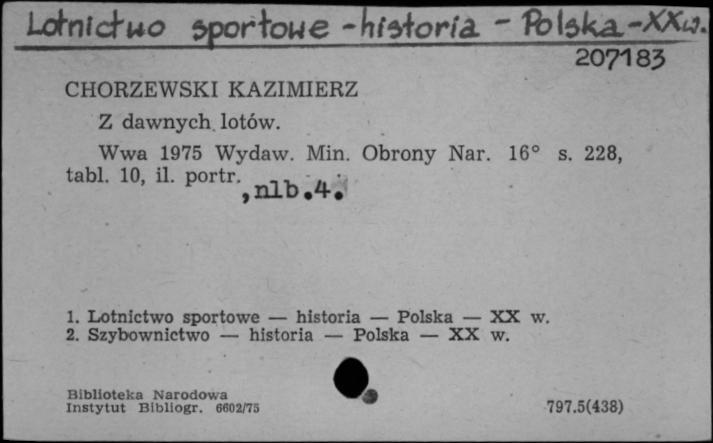 Lotnictwo sportowe - historia - Polska - XX w.
207183
CHORZEWSKI KAZIMIERZ
Z dawnych lotów.
Wwa 1975 Wydaw. Min. Obrony Nar. 16° s. 228,
tabl. 10, il. portr.
, nlb. 4.
1. Lotnictwo sportowe — historia — Polska — XX w.
2. Szybownictwo — historia — Polska — XX w.
Biblioteka Narodowa
Instytut Bibliogr. 6602/75
797.5(438)